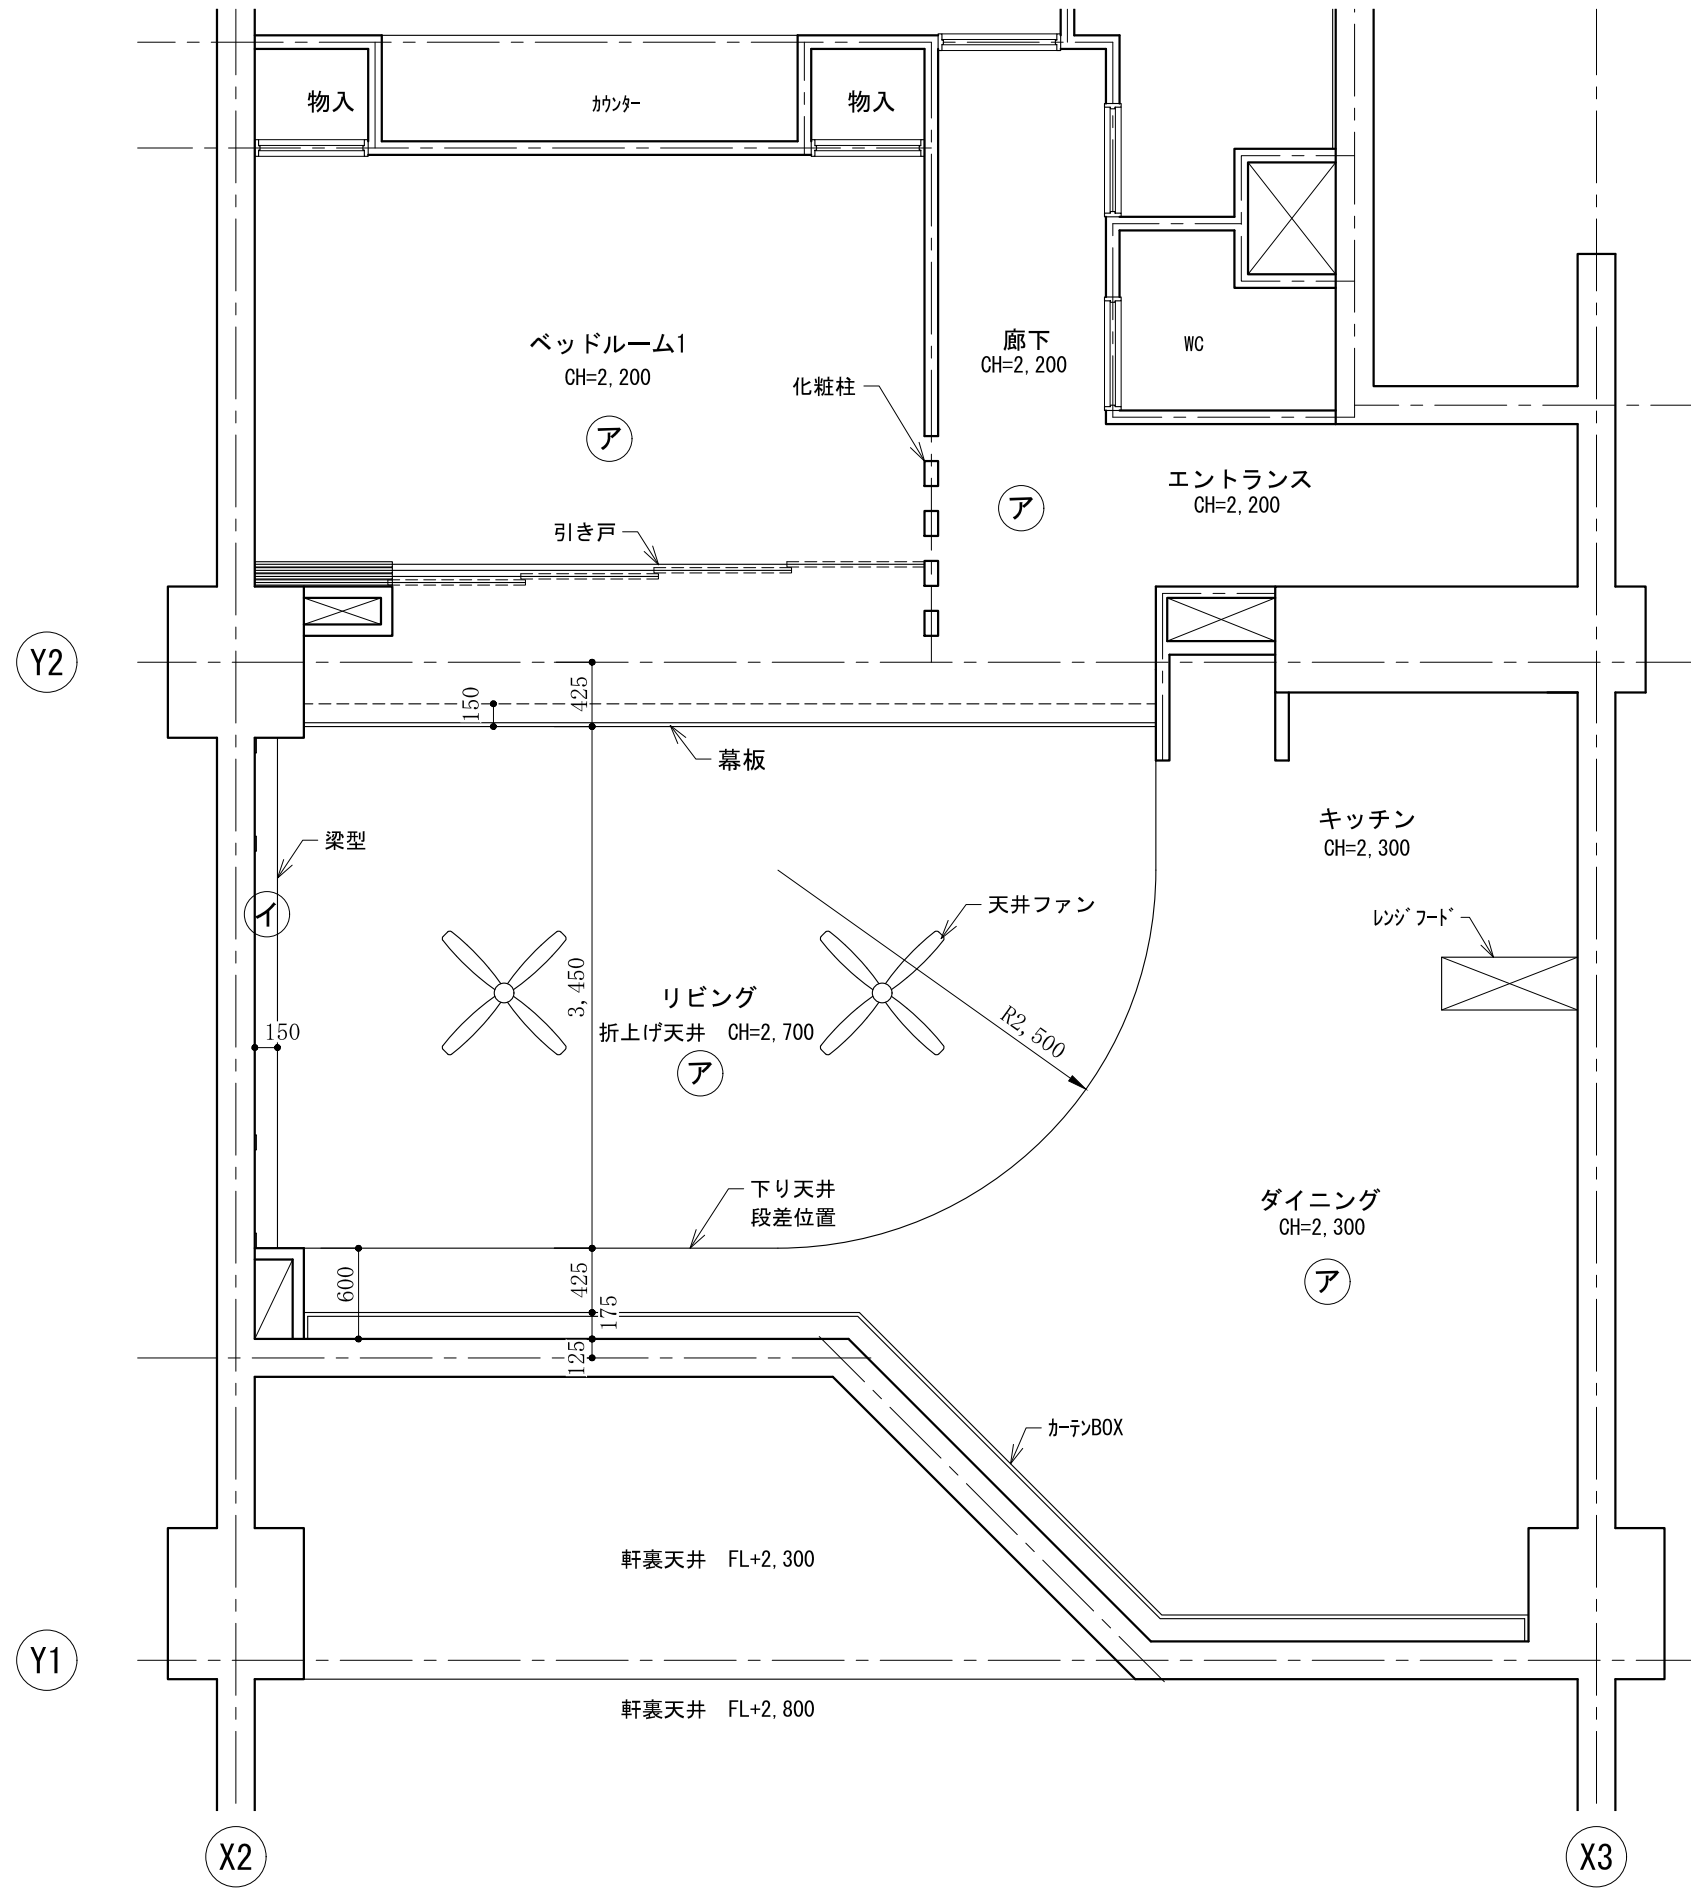 物入
カウンター
物入
ベッドルーム1
CH=2,200
ア
廊下
CH=2,200
WC
化粧柱
エントランス
CH=2,200
ア
引き戸
Y2
425
150
幕板
梁型
イ
キッチン
CH=2,300
天井ファン
レンジフード
3,450
リビング
折上げ天井 CH=2,700
ア
R2,500
150
下り天井
段差位置
ダイニング
CH=2,300
ア
600
425
175
125
カーテンBOX
軒裏天井 FL+2,300
Y1
軒裏天井 FL+2,800
X2
X3